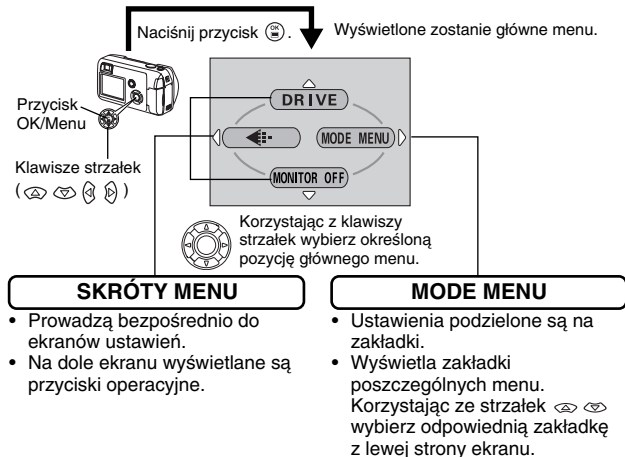 Naciśnij przycisk OK .
Wyświetlone zostanie główne menu.
Przycisk
OK/Menu
Klawisze strzałek
( )
DRIVE
MODE MENU
MONITOR OFF
Korzystając z klawiszy
strzałek wybierz określoną
pozycję głównego menu.
SKRÓTY MENU
• Prowadzą bezpośrednio do
ekranów ustawień.
• Na dole ekranu wyświetlane są
przyciski operacyjne.
MODE MENU
• Ustawienia podzielone są na
zakładki.
• Wyświetla zakładki
poszczególnych menu.
Korzystając ze strzałek
wybierz odpowiednią zakładkę
z lewej strony ekranu.